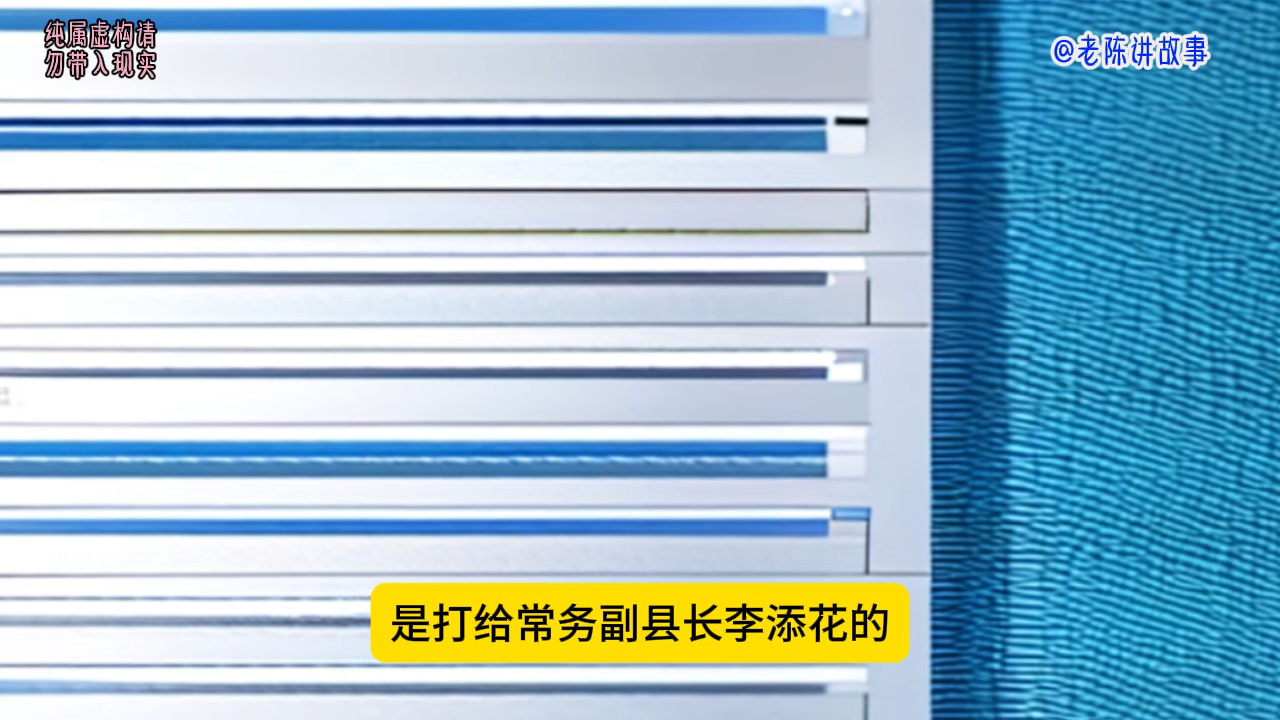 纯属虚构请
勿带入现实
@老陈讲故事
是打给常务副县长李添花的